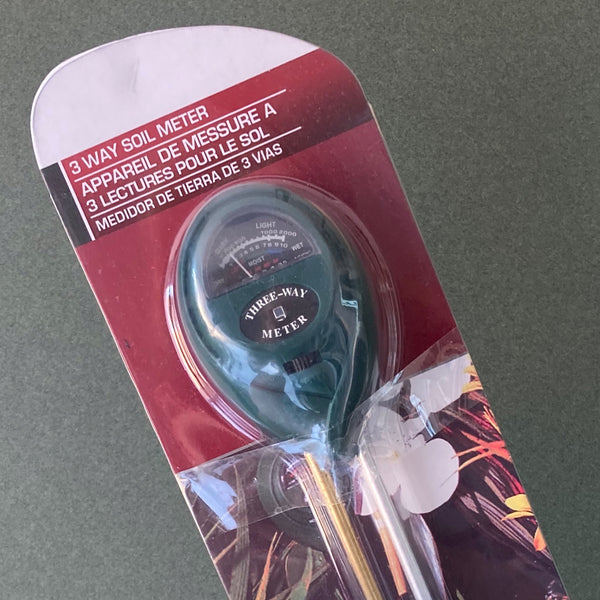 3 WAY SOIL METER
APPAREIL DE MESSURE A
3 LECTURES POUR LE SOL
MEDIDOR DE TIERRA DE 3 VIAS
LIGHT
2000
WET
MOIST
THREE-WAY
METER